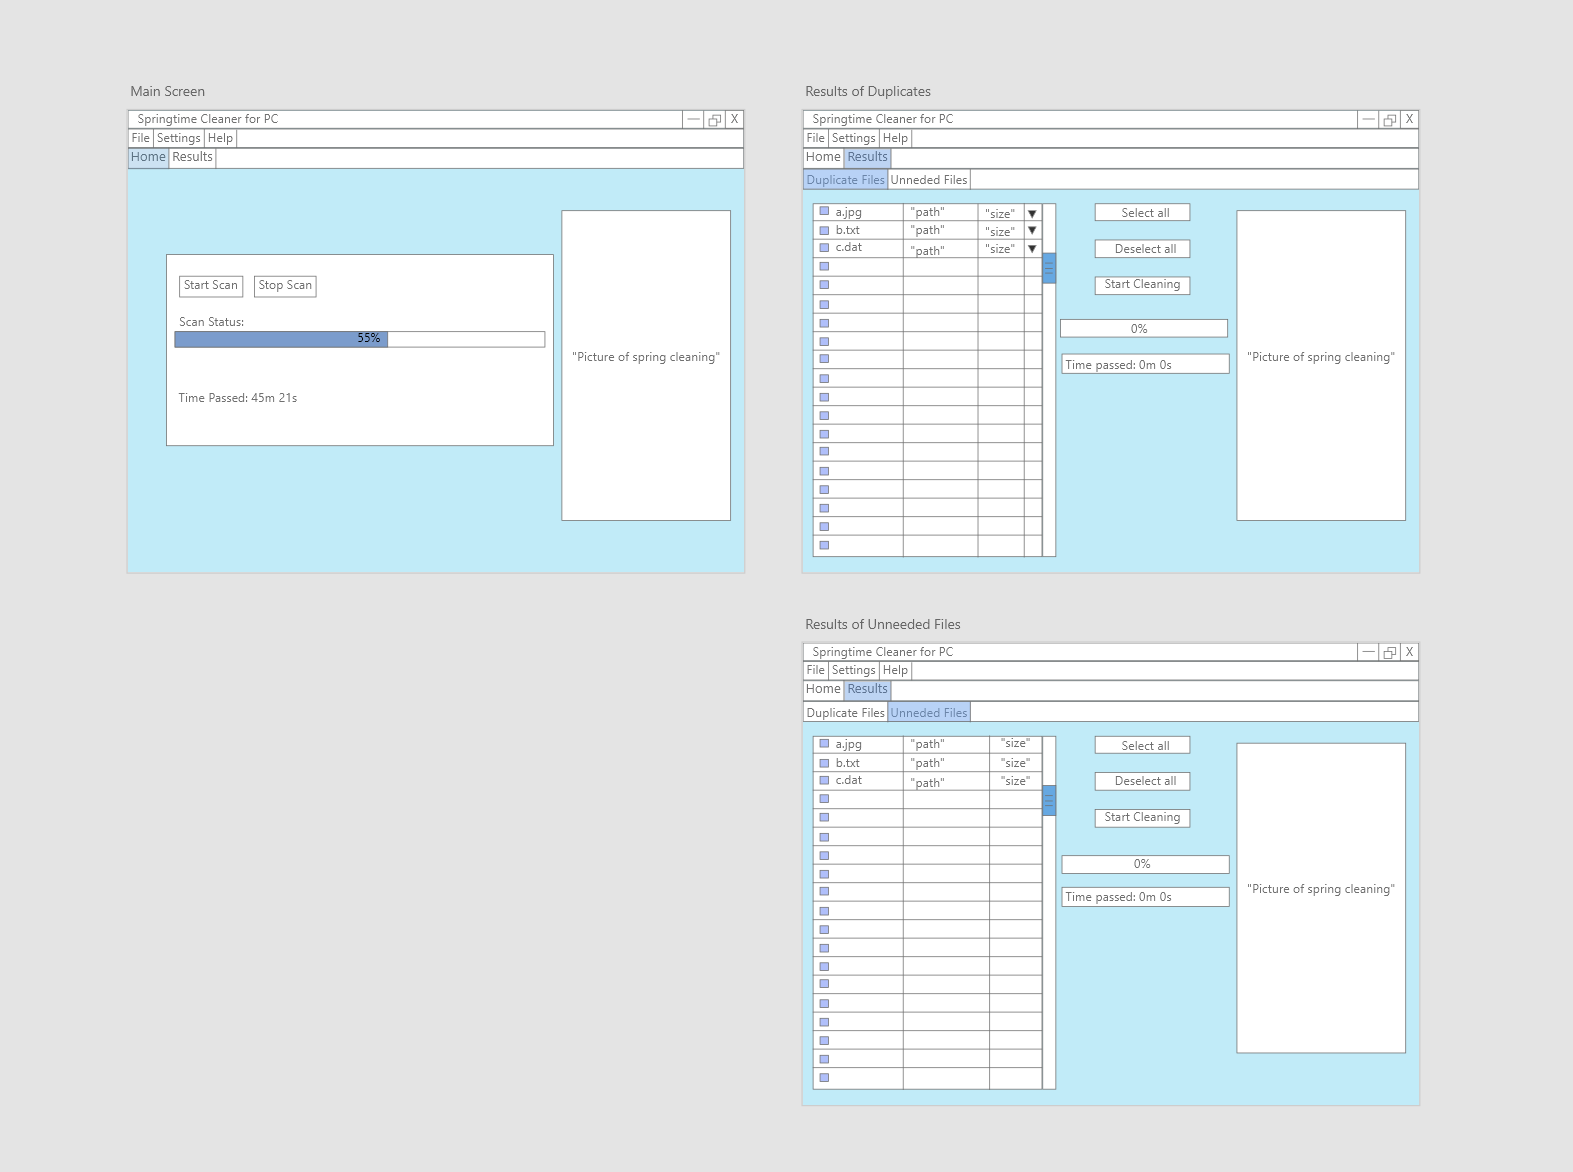 Main Screen
Springtime Cleaner for PC X
File Settings Help
Home Results
Start Scan Stop Scan
Scan Status:
55%
Time Passed: 45m 21s
"Picture of spring cleaning"
Results of Duplicates
Springtime Cleaner for PC X
File Settings Help
Home Results
Duplicate Files Unneded Files
a.jpg "path" "size" ▼
b.txt "path" "size" ▼
c.dat "path" "size" ▼
Select all
Deselect all
Start Cleaning
0%
Time passed: 0m 0s
"Picture of spring cleaning"
Results of Unneeded Files
Springtime Cleaner for PC X
File Settings Help
Home Results
Duplicate Files Unneded Files
a.jpg "path" "size"
b.txt "path" "size"
c.dat "path" "size"
Select all
Deselect all
Start Cleaning
0%
Time passed: 0m 0s
"Picture of spring cleaning"